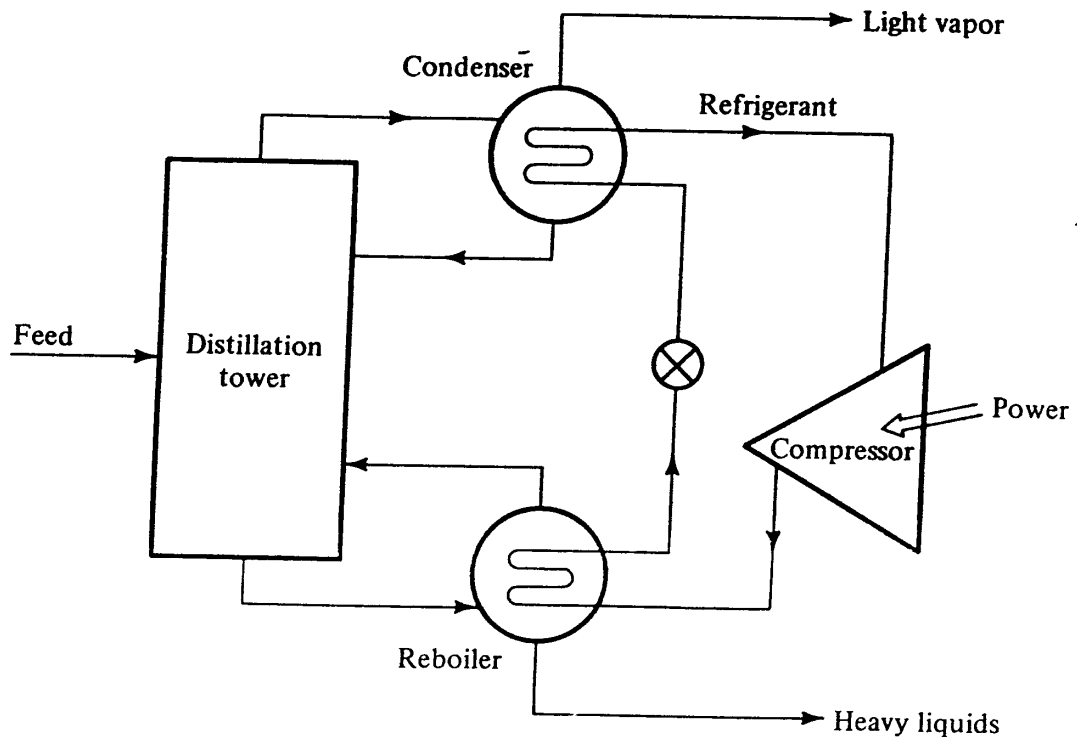 Light vapor
Condenser
Refrigerant
Feed
Distillation
tower
Power
Compressor
Reboiler
Heavy liquids